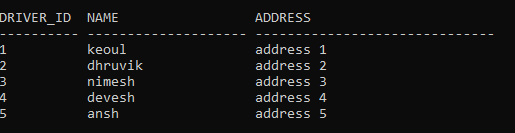 DRIVER_ID  NAME                 ADDRESS
---------- -------------------- ------------------------------
1          keoul                address 1
2          dhruvik              address 2
3          nimesh               address 3
4          devesh               address 4
5          ansh                 address 5